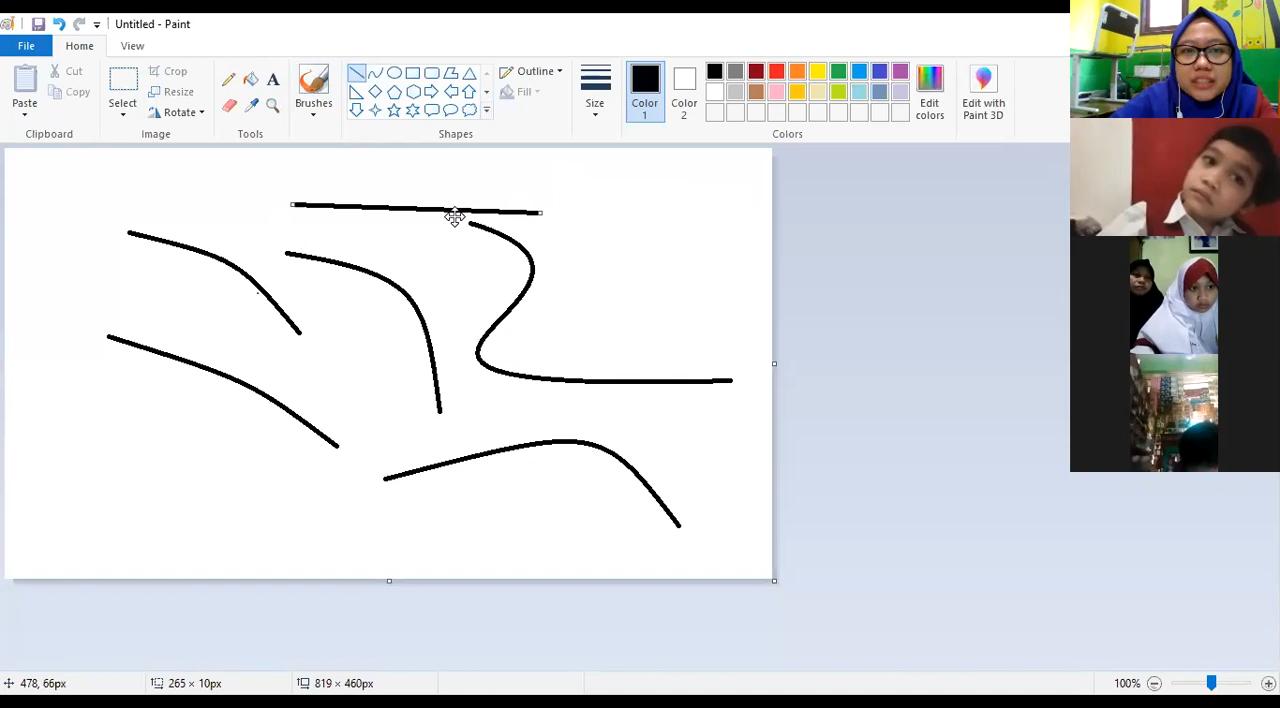 Untitled - Paint
File Home View
Paste
Cut
Copy
Clipboard
Select
Crop
Resize
Rotate
Image
A
Tools
Brushes
Shapes
Outline
Fill
Size
Color
1
Color
2
Colors
Edit
colors
Edit with
Paint 3D
478, 66px
265 × 10px
819 × 460px
100%